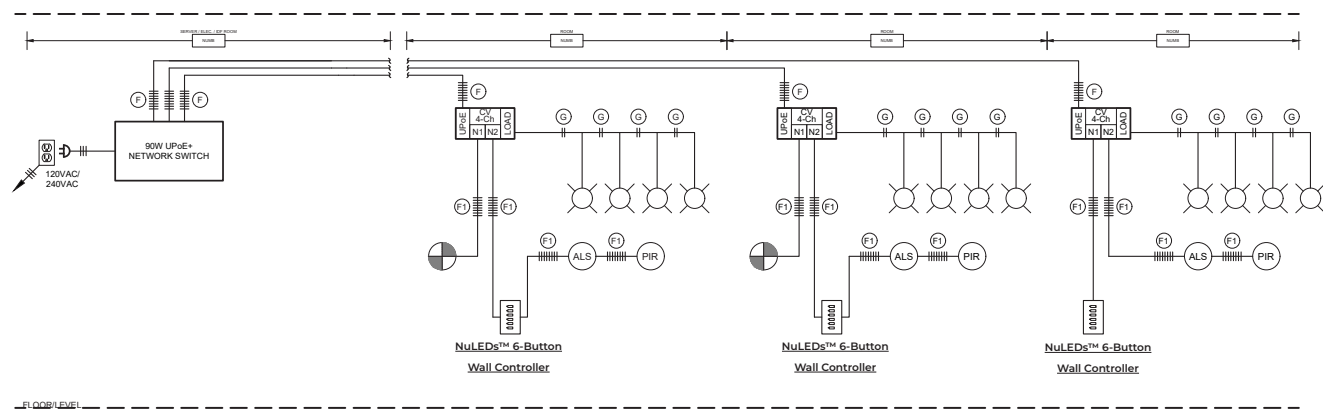 SERVER / ELEC. / IDF ROOM
NUMB
ROOM
NUMB
ROOM
NUMB
ROOM
NUMB
F
F
F
F
F
90W UPoE+
NETWORK SWITCH
120VAC/
240VAC
UPoE
CV
4-Ch
N1 N2
LOAD
G G G G
UPoE
CV
4-Ch
N1 N2
LOAD
G G G G
UPoE
CV
4-Ch
N1 N2
LOAD
G G G G
F1 F1
F1 F1
F1 F1
F1 ALS F1 PIR
F1 ALS F1 PIR
F1 ALS F1 PIR
NuLEDs™ 6-Button
Wall Controller
NuLEDs™ 6-Button
Wall Controller
NuLEDs™ 6-Button
Wall Controller
FLOOR/LEVEL